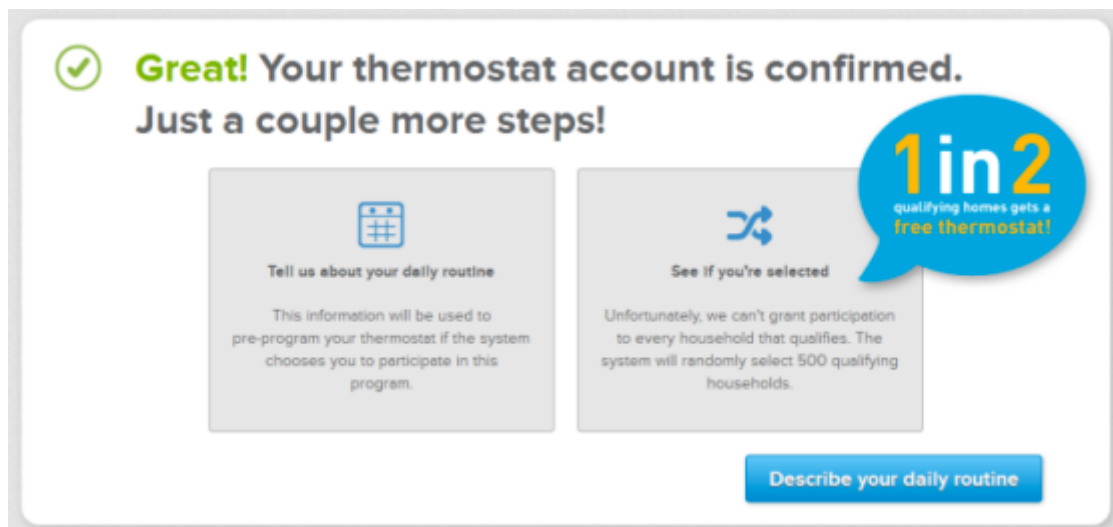 Great! Your thermostat account is confirmed.
Just a couple more steps!
1 in 2
qualifying homes gets a
free thermostat!
Tell us about your daily routine
This information will be used to
pre-program your thermostat if the system
chooses you to participate in this
program.
See if you're selected
Unfortunately, we can't grant participation
to every household that qualifies. The
system will randomly select 500 qualifying
households.
Describe your daily routine